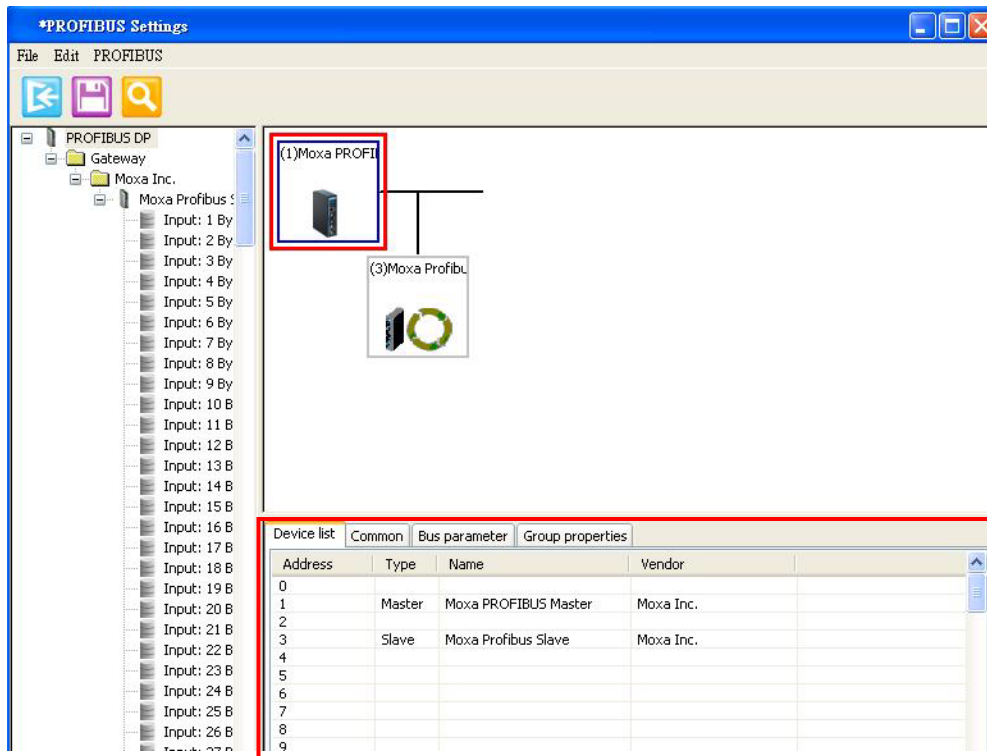 *PROFIBUS Settings
File Edit PROFIBUS
PROFIBUS DP
Gateway
Moxa Inc.
Moxa Profibus S
Input: 1 By
Input: 2 By
Input: 3 By
Input: 4 By
Input: 5 By
Input: 6 By
Input: 7 By
Input: 8 By
Input: 9 By
Input: 10 B
Input: 11 B
Input: 12 B
Input: 13 B
Input: 14 B
Input: 15 B
Input: 16 B
Input: 17 B
Input: 18 B
Input: 19 B
Input: 20 B
Input: 21 B
Input: 22 B
Input: 23 B
Input: 24 B
Input: 25 B
Input: 26 B
Input: 27 B
(1)Moxa PROFI
(3)Moxa Profibu
Device list Common Bus parameter Group properties
Address Type Name Vendor
0
1 Master Moxa PROFIBUS Master Moxa Inc.
2
3 Slave Moxa Profibus Slave Moxa Inc.
4
5
6
7
8
9